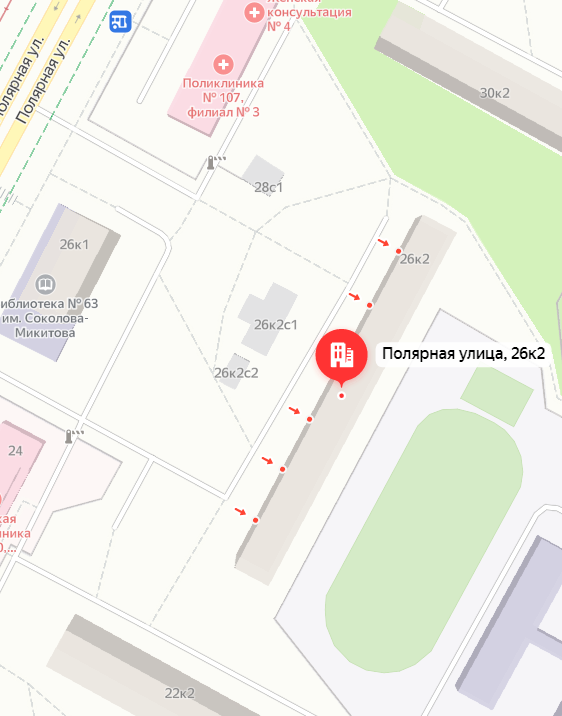 консультация
№ 4
Полярная ул.
Полярная ул.
Поликлиника
№ 107,
филиал № 3
30к2
28с1
26к1
26к2
иблиотека № 63
им. Соколова-
Микитова
26к2с1
Полярная улица, 26к2
26к2с2
24
22к2